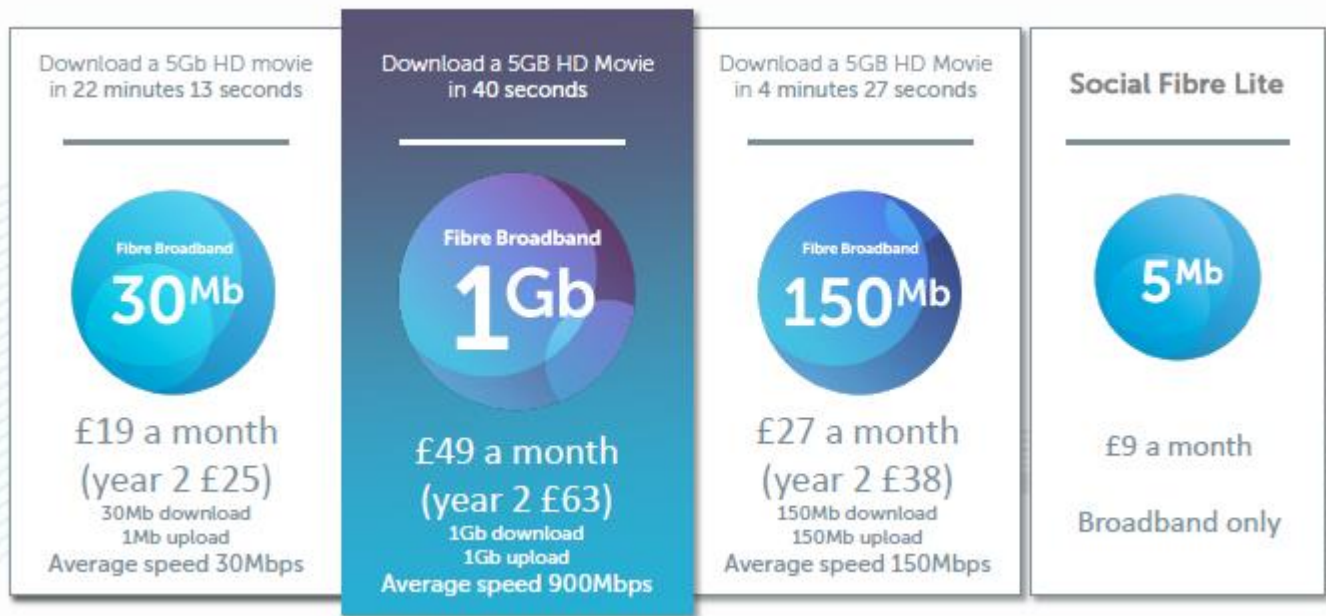 Download a 5Gb HD movie
in 22 minutes 13 seconds
Fibre Broadband
30Mb
£19 a month
(year 2 £25)
30Mb download
1Mb upload
Average speed 30Mbps
Download a 5GB HD Movie
in 40 seconds
Fibre Broadband
1Gb
£49 a month
(year 2 £63)
1Gb download
1Gb upload
Average speed 900Mbps
Download a 5GB HD Movie
in 4 minutes 27 seconds
Fibre Broadband
150Mb
£27 a month
(year 2 £38)
150Mb download
150Mb upload
Average speed 150Mbps
Social Fibre Lite
5Mb
£9 a month
Broadband only